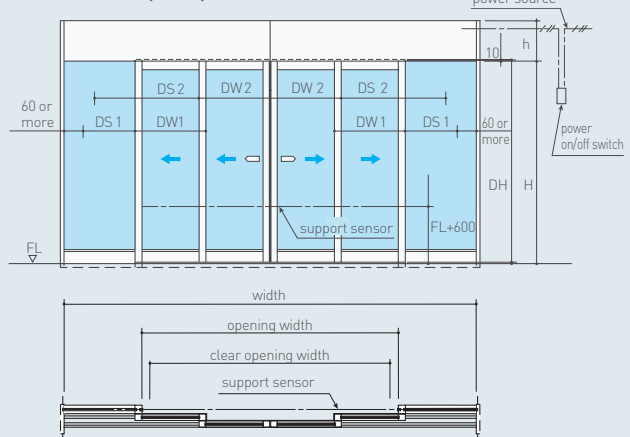 power source
h
10
DS 2
DW 2
DW 2
DS 2
60 or
more
DS 1
DW1
DW 1
DS 1
60 or
more
power
on/off switch
DH
H
support sensor
FL+600
FL
width
opening width
clear opening width
support sensor